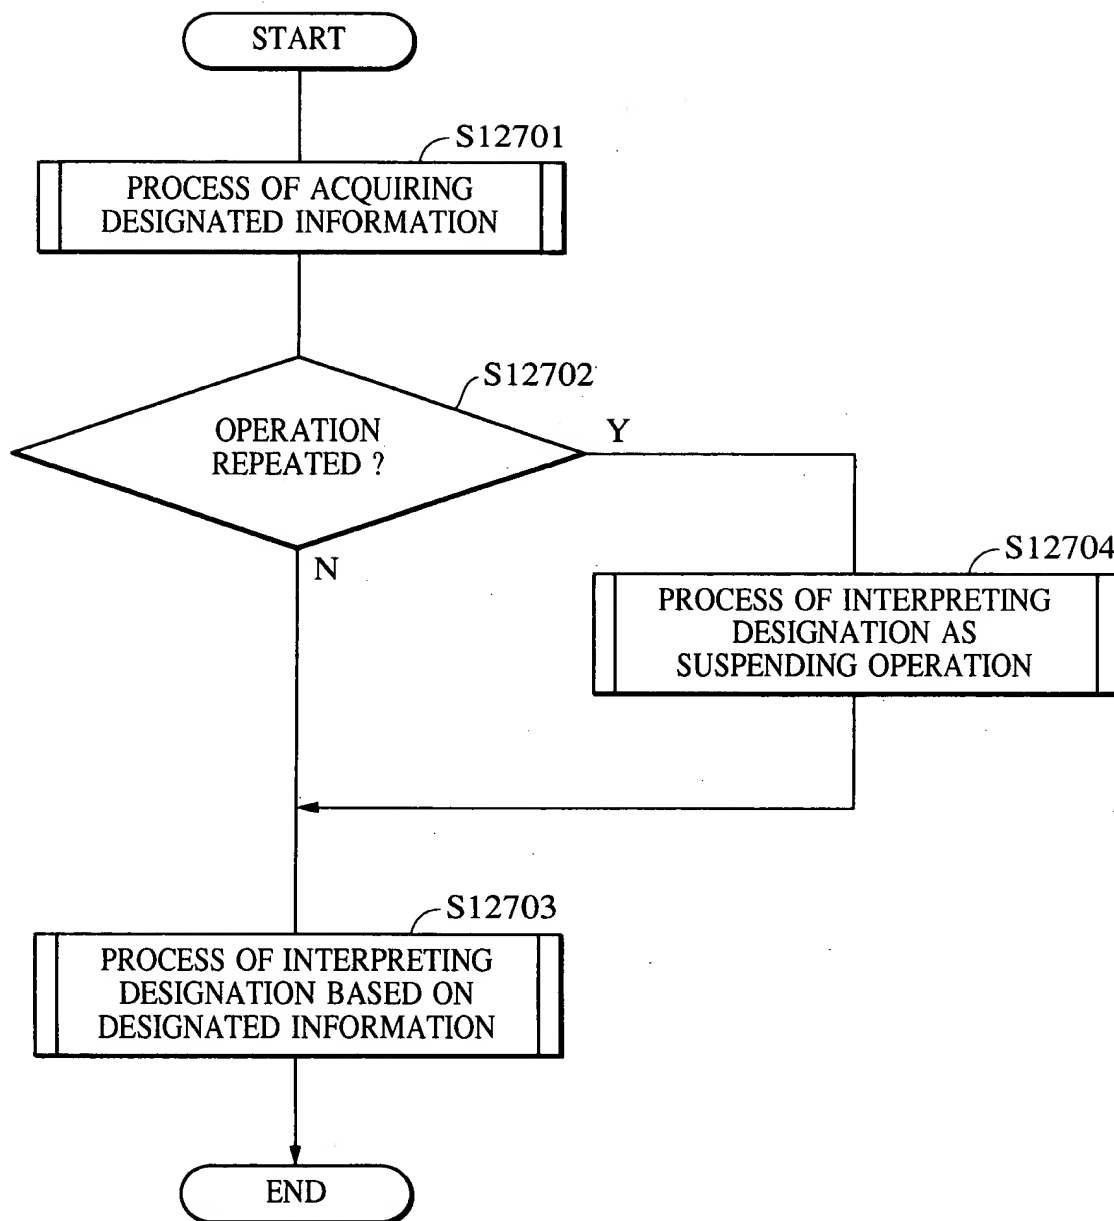 START
S12701
PROCESS OF ACQUIRING
DESIGNATED INFORMATION
S12702
OPERATION
REPEATED ?
Y
N
S12704
PROCESS OF INTERPRETING
DESIGNATION AS
SUSPENDING OPERATION
S12703
PROCESS OF INTERPRETING
DESIGNATION BASED ON
DESIGNATED INFORMATION
END